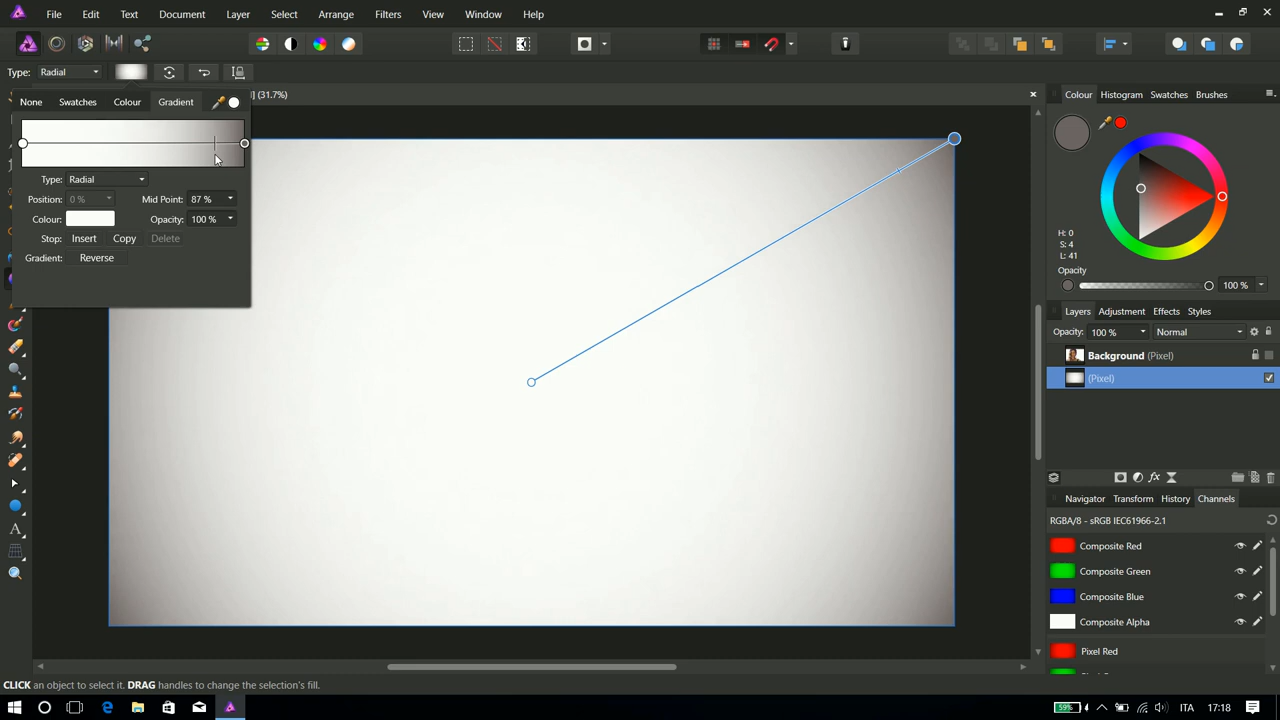 File Edit Text Document Layer Select Arrange Filters View Window Help
Type: Radial
] (31.7%)
None Swatches Colour Gradient
Type: Radial
Position: 0 % Mid Point: 87 %
Colour: Opacity: 100 %
Stop: Insert Copy Delete
Gradient: Reverse
Colour Histogram Swatches Brushes
H: 0
S: 4
L: 41
Opacity
100 %
Layers Adjustment Effects Styles
Opacity: 100 % Normal
Background (Pixel)
(Pixel)
Navigator Transform History Channels
RGBA/8 - sRGB IEC61966-2.1
Composite Red
Composite Green
Composite Blue
Composite Alpha
Pixel Red
CLICK an object to select it. DRAG handles to change the selection's fill.
59% ITA 17:18